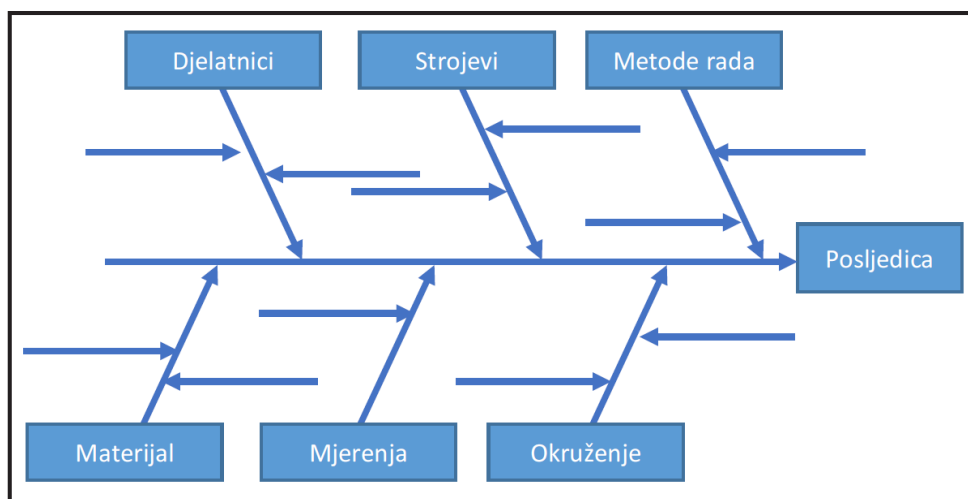 Djelatnici
Strojevi
Metode rada
Posljedica
Materijal
Mjerenja
Okruženje